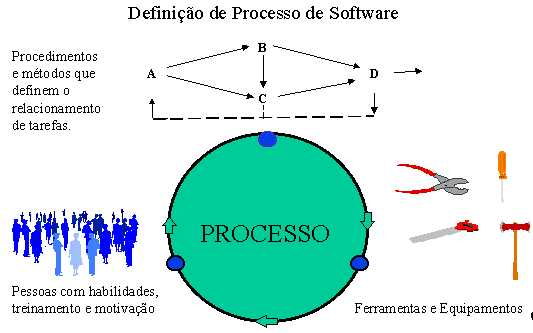 Definição de Processo de Software
Procedimentos
e métodos que
definem o
relacionamento
de tarefas.
A
B
C
D
PROCESSO
Pessoas com habilidades,
treinamento e motivação
Ferramentas e Equipamentos